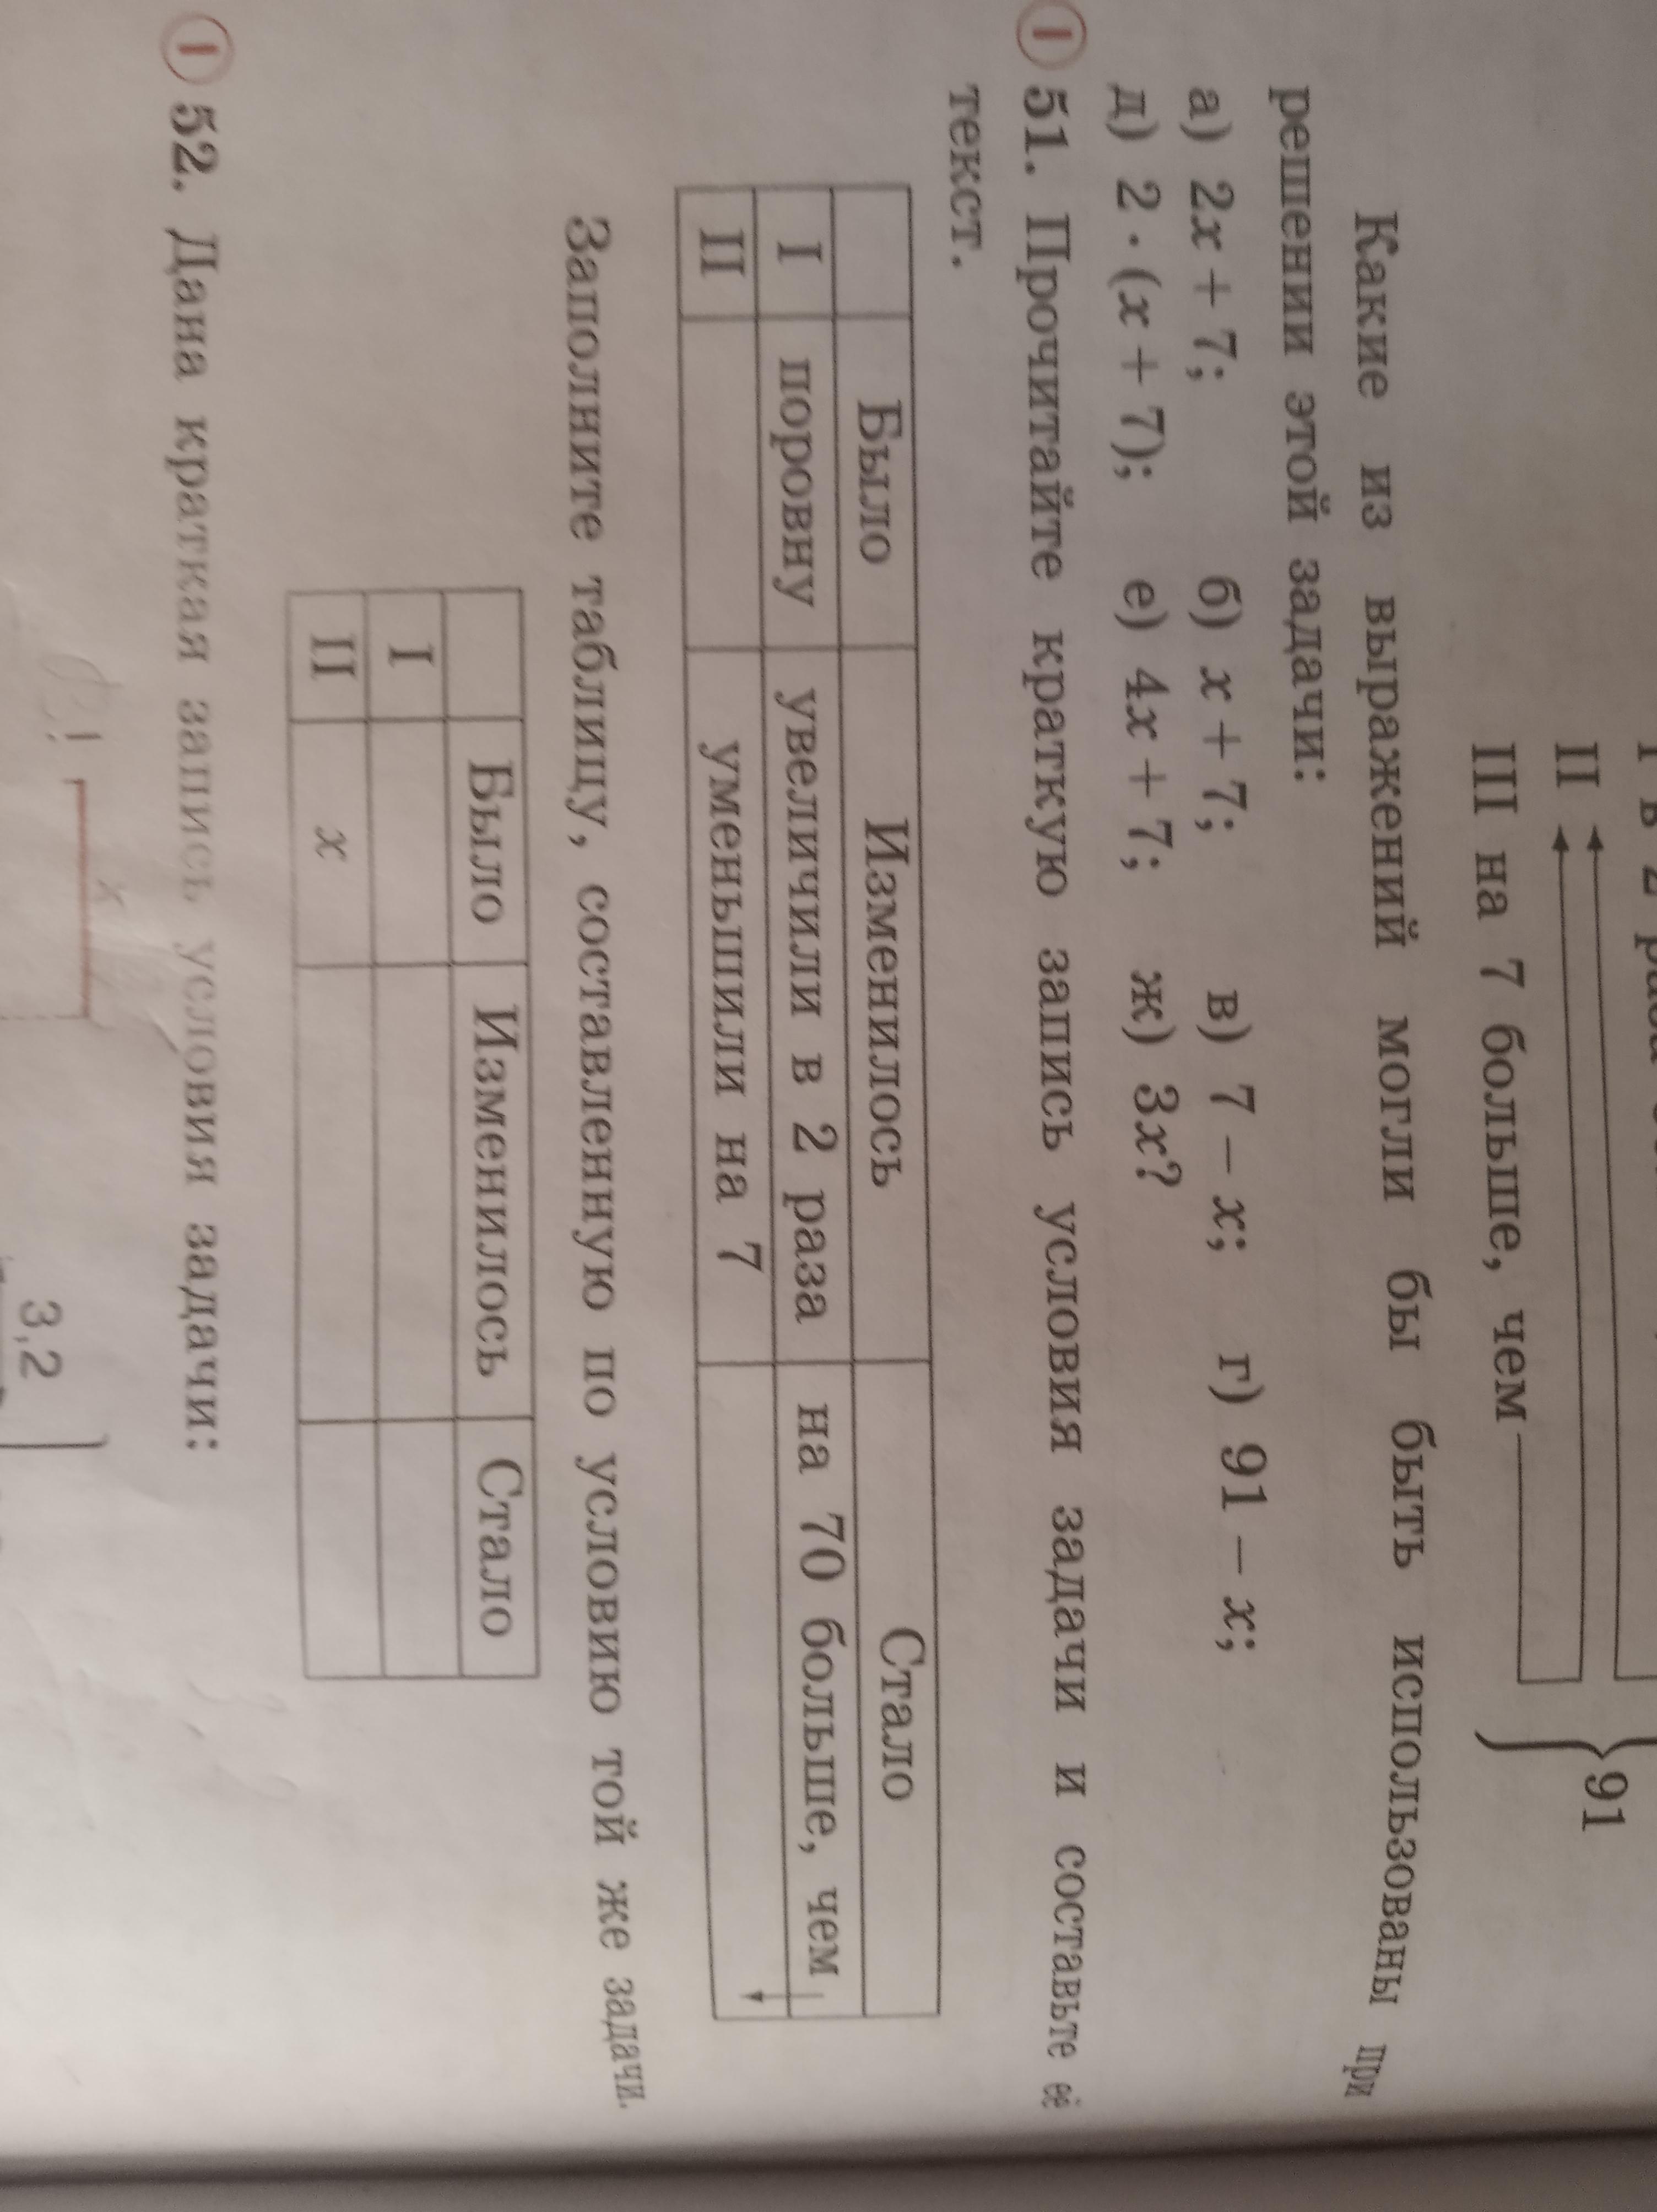 II
III на 7 больше, чем
91
Какие из выражений могли бы быть использованы при
решении этой задачи:
а) 2x + 7; б) x + 7; в) 7 − x; г) 91 − x;
д) 2 · (x + 7); е) 4x + 7; ж) 3x?
1 51. Прочитайте краткую запись условия задачи и составьте её
текст.
Было Изменилось Стало
I поровну увеличили в 2 раза на 70 больше, чем
II уменьшили на 7
Заполните таблицу, составленную по условию той же задачи.
Было Изменилось Стало
I
II x
1 52. Дана краткая запись условия задачи:
x
3,2